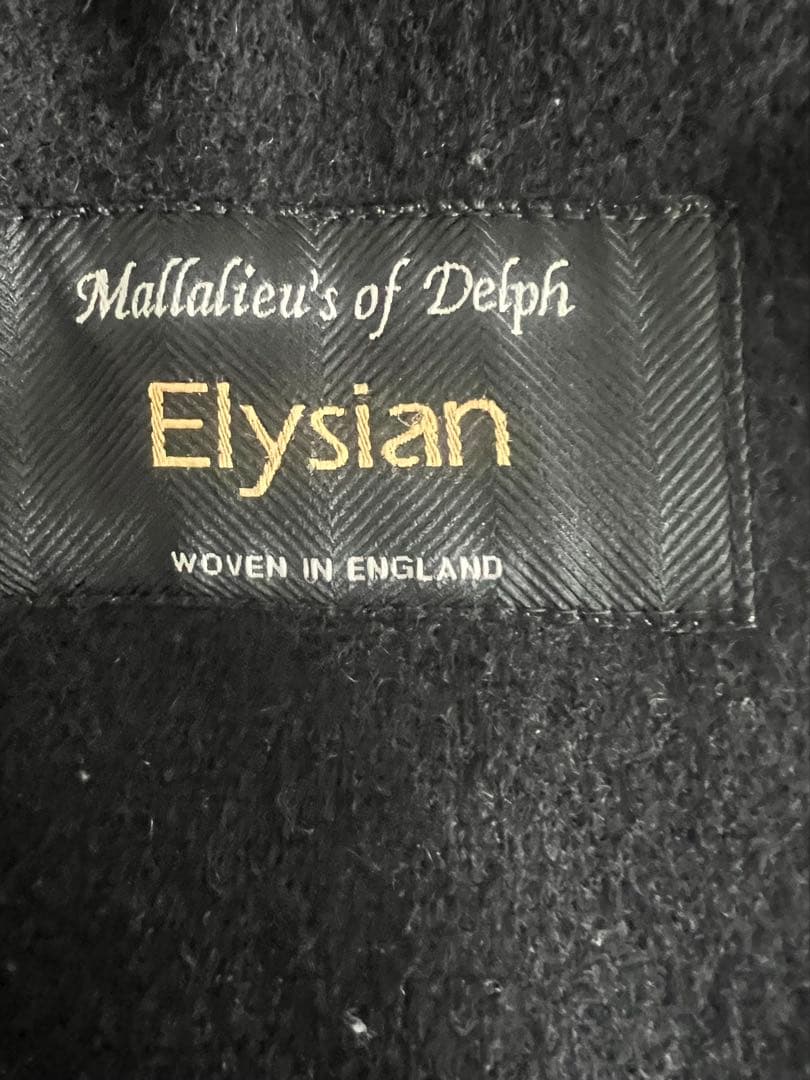 Mallalieu's of Delph
Elysian
WOVEN IN ENGLAND